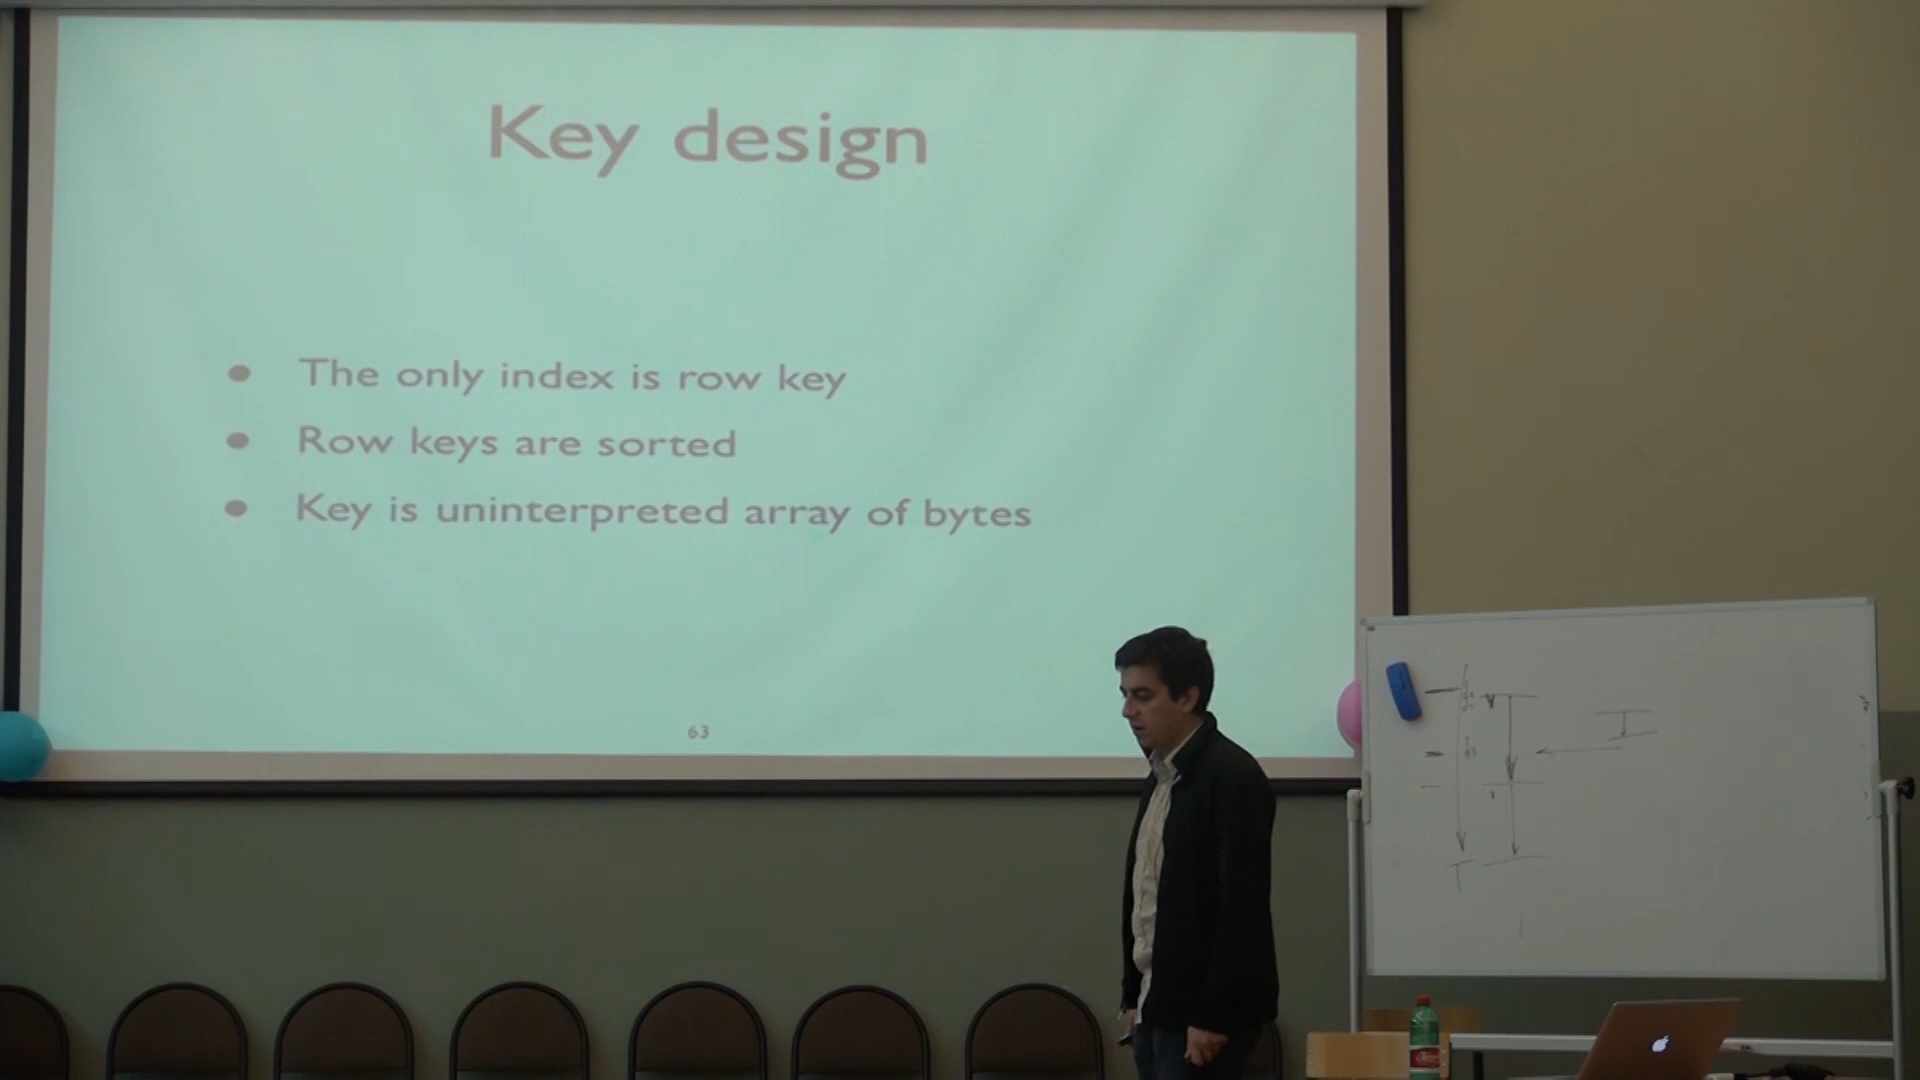 Key design
The only index is row key
Row keys are sorted
Key is uninterpreted array of bytes
63